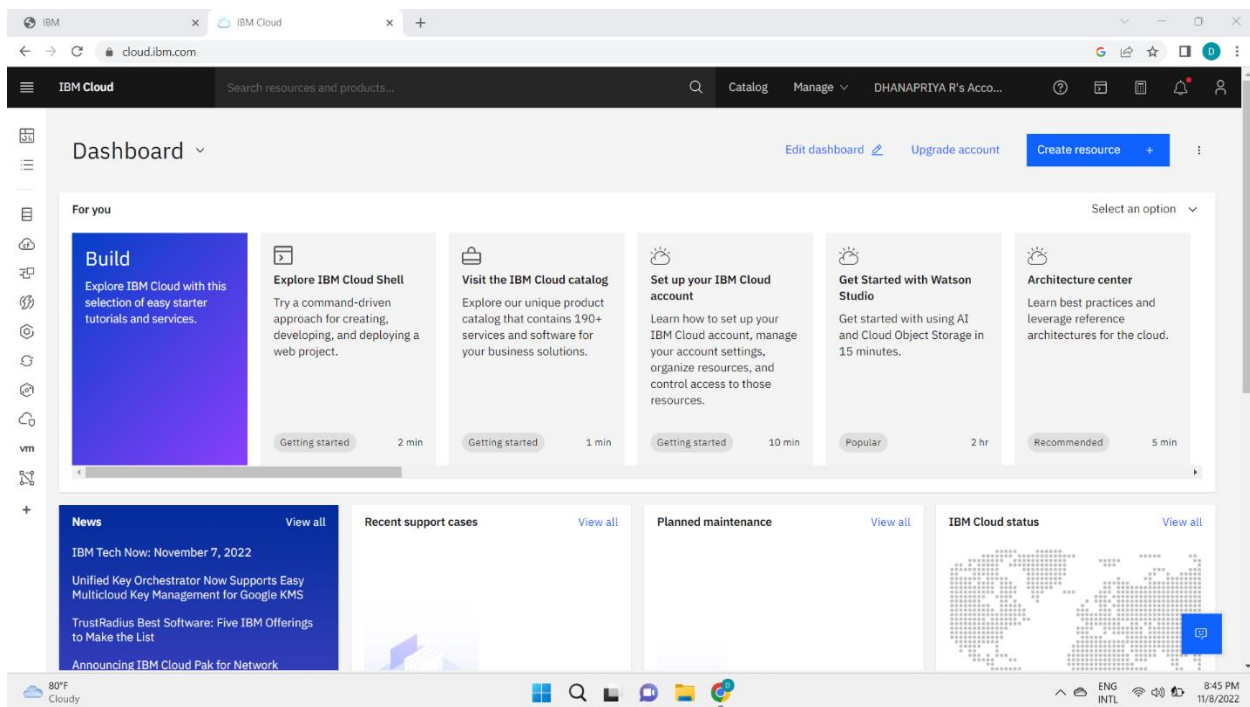 IBM
IBM Cloud
cloud.ibm.com
G
D
IBM Cloud
Search resources and products...
Catalog
Manage
DHANAPRIYA R's Acco...
Dashboard
Edit dashboard
Upgrade account
Create resource +
For you
Select an option
Build
Explore IBM Cloud with this
selection of easy starter
tutorials and services.
Explore IBM Cloud Shell
Try a command-driven
approach for creating,
developing, and deploying a
web project.
Getting started
2 min
Visit the IBM Cloud catalog
Explore our unique product
catalog that contains 190+
services and software for
your business solutions.
Getting started
1 min
Set up your IBM Cloud
account
Learn how to set up your
IBM Cloud account, manage
your account settings,
organize resources, and
control access to those
resources.
Getting started
10 min
Get Started with Watson
Studio
Get started with using AI
and Cloud Object Storage in
15 minutes.
Popular
2 hr
Architecture center
Learn best practices and
leverage reference
architectures for the cloud.
Recommended
5 min
vm
News
View all
IBM Tech Now: November 7, 2022
Unified Key Orchestrator Now Supports Easy
Multicloud Key Management for Google KMS
TrustRadius Best Software: Five IBM Offerings
to Make the List
Announcing IBM Cloud Pak for Network
Recent support cases
View all
Planned maintenance
View all
IBM Cloud status
View all
80°F
Cloudy
ENG
INTL
8:45 PM
11/8/2022